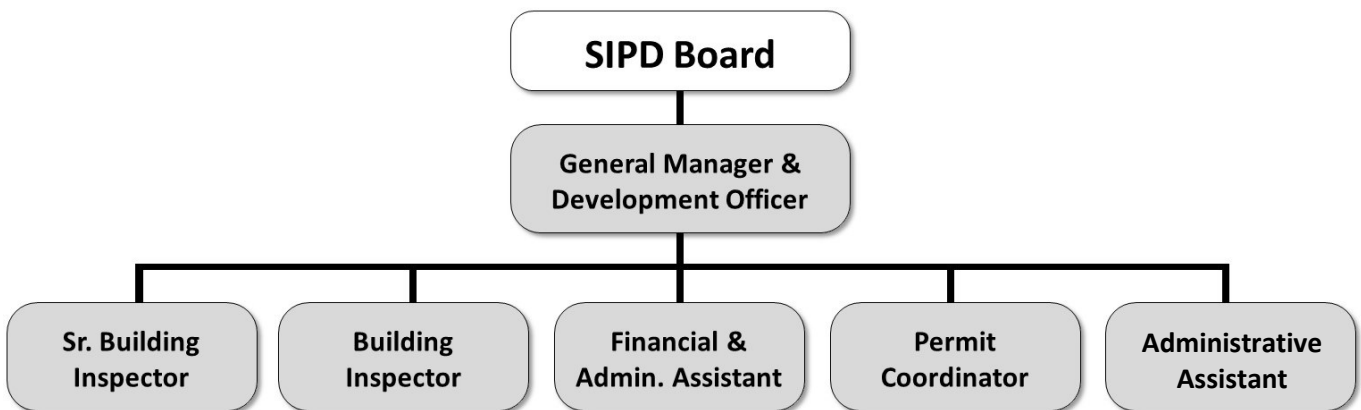 SIPD Board
General Manager &
Development Officer
Sr. Building
Inspector
Building
Inspector
Financial &
Admin. Assistant
Permit
Coordinator
Administrative
Assistant